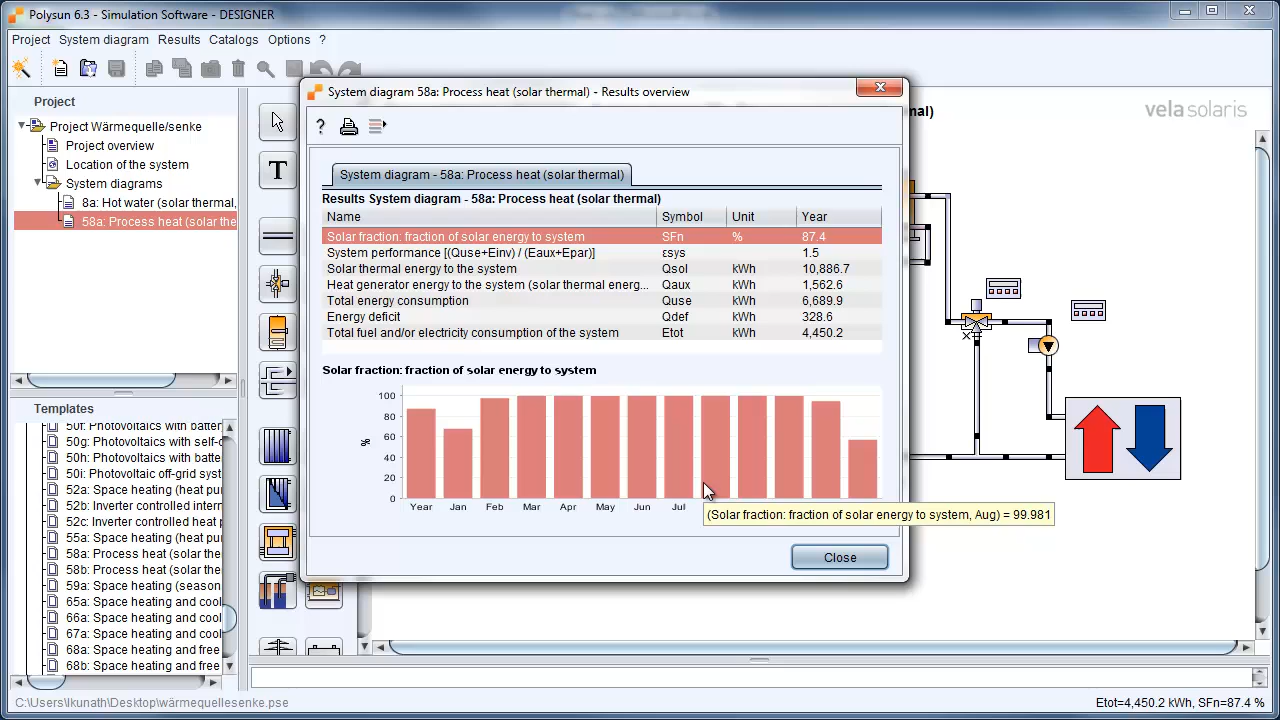 Polysun 6.3 - Simulation Software - DESIGNER
Project System diagram Results Catalogs Options ?
Project
Project Wärmequelle/senke
Project overview
Location of the system
System diagrams
8a: Hot water (solar thermal,
58a: Process heat (solar the
Templates
50f: Photovoltaics with batter
50g: Photovoltaics with self-c
50h: Photovoltaics with batter
50i: Photovoltaic off-grid syst
52a: Space heating (heat pur
52b: Inverter controlled interr
52c: Inverter controlled heat p
55a: Space heating (heat pur
58a: Process heat (solar the
58b: Process heat (solar the
59a: Space heating (season
65a: Space heating and cool
66a: Space heating and cool
67a: Space heating and cool
68a: Space heating and free
68b: Space heating and free
T
mal)
vela solaris
System diagram 58a: Process heat (solar thermal) - Results overview
?
System diagram - 58a: Process heat (solar thermal)
Results System diagram - 58a: Process heat (solar thermal)
Name Symbol Unit Year
Solar fraction: fraction of solar energy to system SFn % 87.4
System performance [(Quse+Einv) / (Eaux+Epar)] εsys 1.5
Solar thermal energy to the system Qsol kWh 10,886.7
Heat generator energy to the system (solar thermal energ... Qaux kWh 1,562.6
Total energy consumption Quse kWh 6,689.9
Energy deficit Qdef kWh 328.6
Total fuel and/or electricity consumption of the system Etot kWh 4,450.2
Solar fraction: fraction of solar energy to system
100
80
60
40
20
0
%
Year Jan Feb Mar Apr May Jun Jul
(Solar fraction: fraction of solar energy to system, Aug) = 99.981
Close
C:\Users\lkunath\Desktop\wärmequellesenke.pse
Etot=4,450.2 kWh, SFn=87.4 %